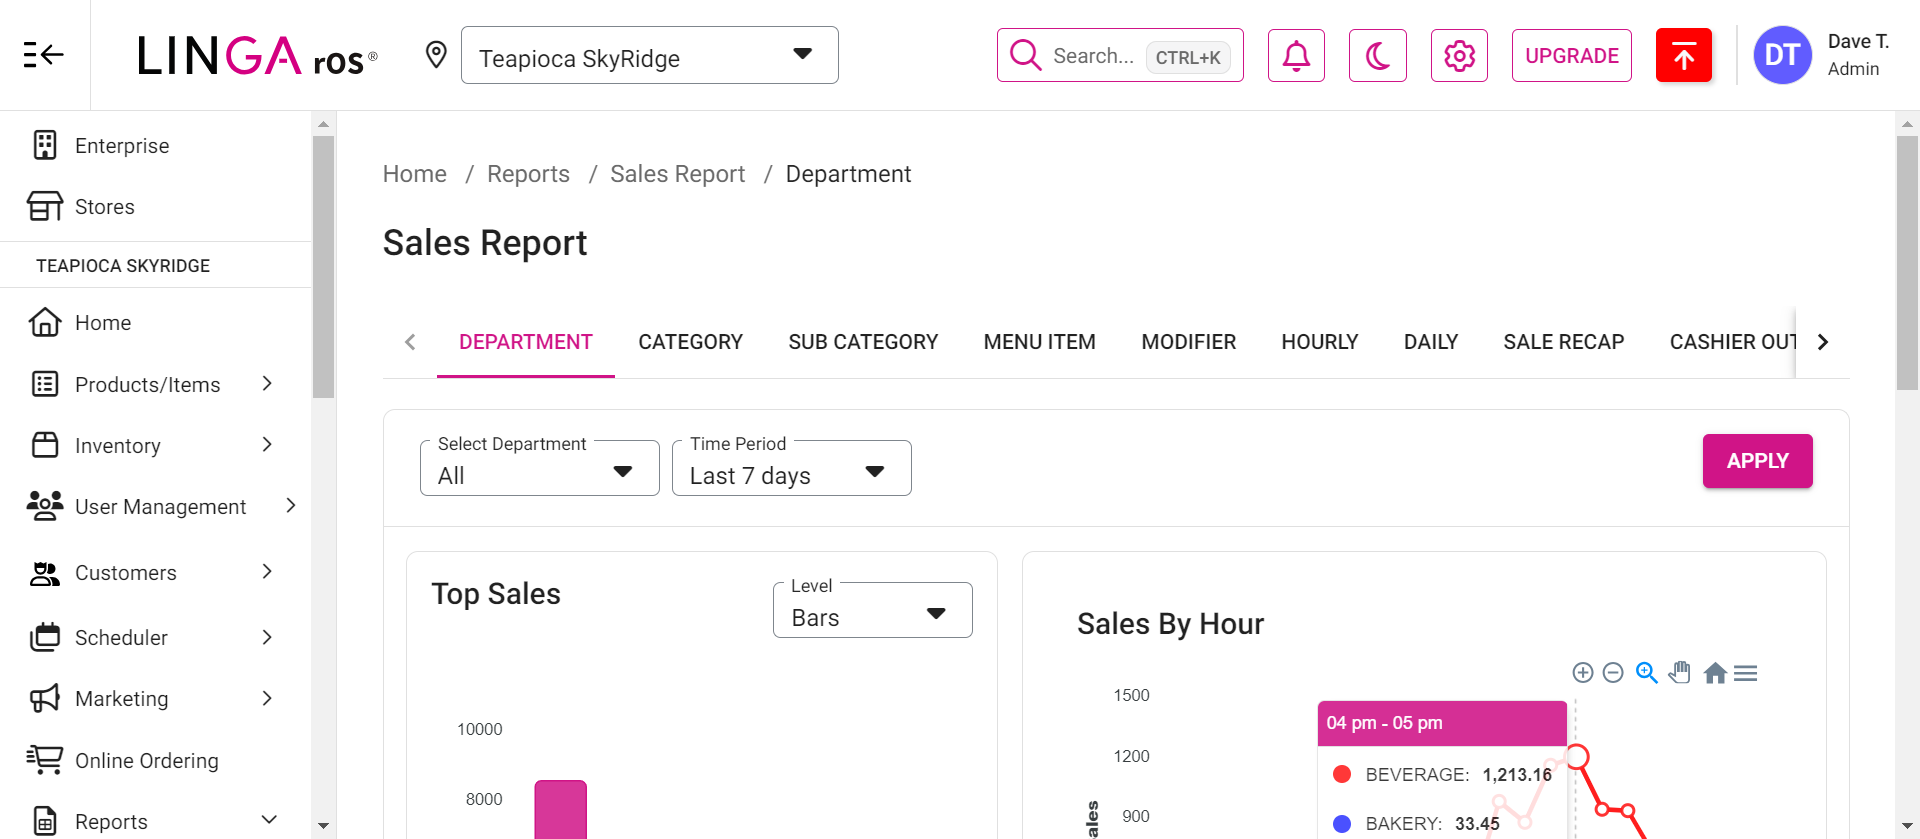 LINGA ros®
Teapioca SkyRidge
Search...
CTRL+K
UPGRADE
DT
Dave T.
Admin
Enterprise
Stores
TEAPIOCA SKYRIDGE
Home
Products/Items
Inventory
User Management
Customers
Scheduler
Marketing
Online Ordering
Reports
Home / Reports / Sales Report / Department
Sales Report
DEPARTMENT
CATEGORY
SUB CATEGORY
MENU ITEM
MODIFIER
HOURLY
DAILY
SALE RECAP
CASHIER OUT
Select Department
All
Time Period
Last 7 days
APPLY
Top Sales
Level
Bars
10000
8000
Sales By Hour
1500
1200
900
ales
04 pm - 05 pm
BEVERAGE: 1,213.16
BAKERY: 33.45